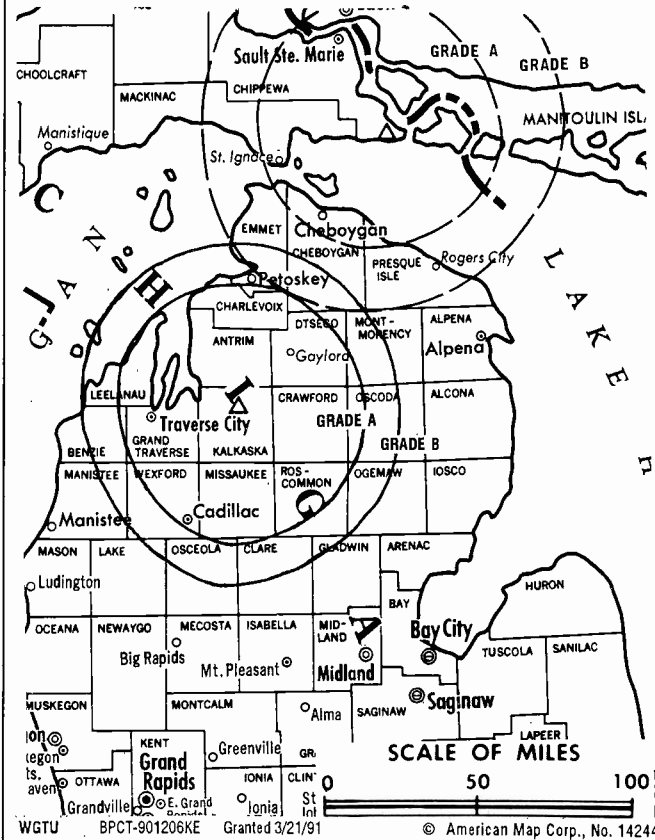 Sault Ste. Marie
GRADE A
GRADE B
CHOOLCRAFT
MACKINAC
CHIPPEWA
MANITOULIN ISL
Manistique
St. Ignace
C
H
I
G
A
EMMET
Cheboygan
CHEBOYGAN
PRESQUE
ISLE
Rogers City
Petoskey
G A N
LAKE
CHARLEVOIX
ANTRIM
OTSEGO
MONT-
MORENCY
ALPENA
Alpena
Gaylord
LEELANAU
CRAWFORD
OSCODA
ALCONA
Traverse City
GRADE A
GRAND
TRAVERSE
KALKASKA
GRADE B
BENZIE
MANISTEE
WEXFORD
MISSAUKEE
ROS-
COMMON
OGEMAW
IOSCO
Manistee
Cadillac
MASON
LAKE
OSCEOLA
CLARE
GLADWIN
ARENAC
Ludington
HURON
BAY
OCEANA
NEWAYGO
MECOSTA
ISABELLA
MID-
LAND
Bay City
Big Rapids
Mt. Pleasant
Midland
TUSCOLA
SANILAC
MUSKEGON
MONTCALM
Alma
SAGINAW
Saginaw
LAPEER
KENT
Greenville
GR
SCALE OF MILES
Grand
Rapids
OTTAWA
IONIA
CLIN
0 50 100
Grandville
E. Grand
Ionia
St
WGTU BPCT-901206KE Granted 3/21/91
© American Map Corp., No. 14244